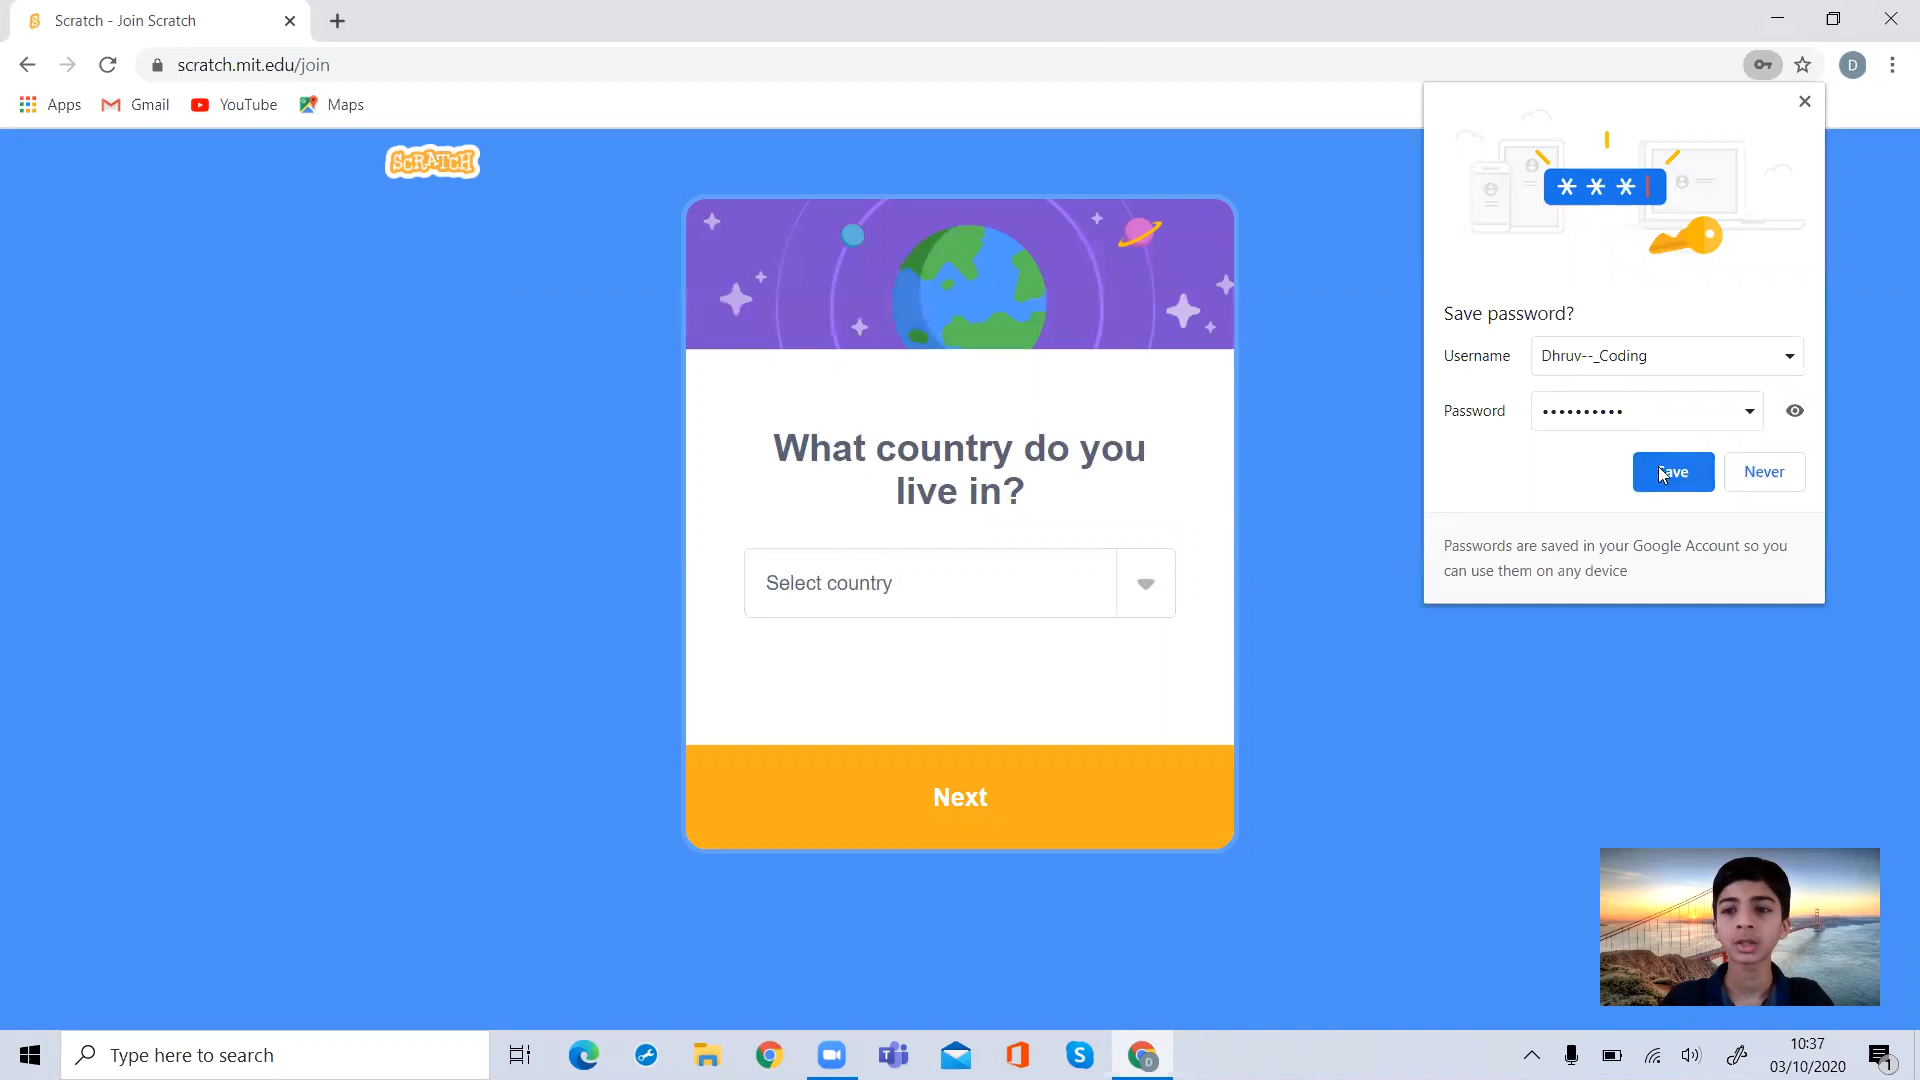 Scratch - Join Scratch
scratch.mit.edu/join
D
Apps
Gmail
YouTube
Maps
SCRATCH
* * *
Save password?
Username
Dhruv--_Coding
Password
Never
Passwords are saved in your Google Account so you
can use them on any device
What country do you
live in?
Select country
Next
Type here to search
10:37
03/10/2020
1